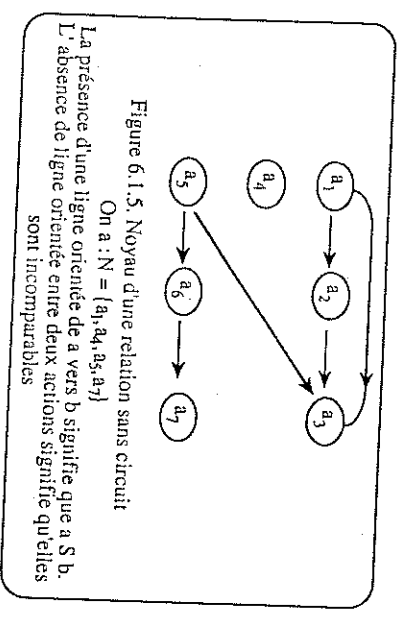 a1
a2
a3
a4
a5
a6
a7
Figure 6.1.5. Noyau d'une relation sans circuit
On a : N = {a1,a4,a5,a7}
La présence d'une ligne orientée de a vers b signifie que a S b.
L'absence de ligne orientée entre deux actions signifie qu'elles
sont incomparables